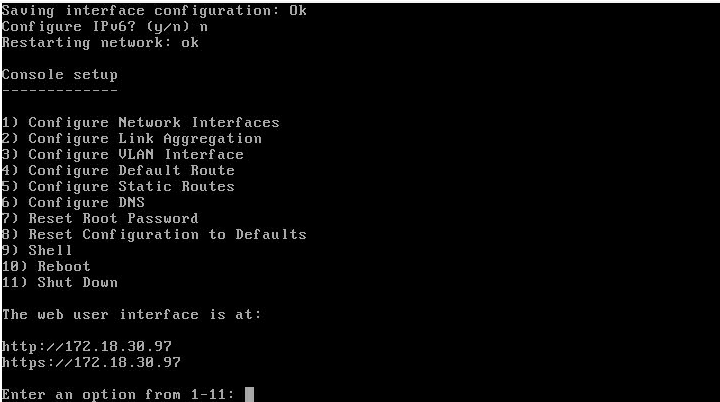 Saving interface configuration: Ok
Configure IPv6? (y/n) n
Restarting network: ok
Console setup
-------------
1) Configure Network Interfaces
2) Configure Link Aggregation
3) Configure VLAN Interface
4) Configure Default Route
5) Configure Static Routes
6) Configure DNS
7) Reset Root Password
8) Reset Configuration to Defaults
9) Shell
10) Reboot
11) Shut Down
The web user interface is at:
http://172.18.30.97
https://172.18.30.97
Enter an option from 1-11: